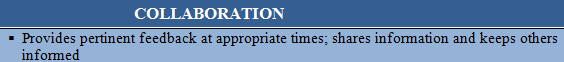 COLLABORATION
▪ Provides pertinent feedback at appropriate times; shares information and keeps others
informed